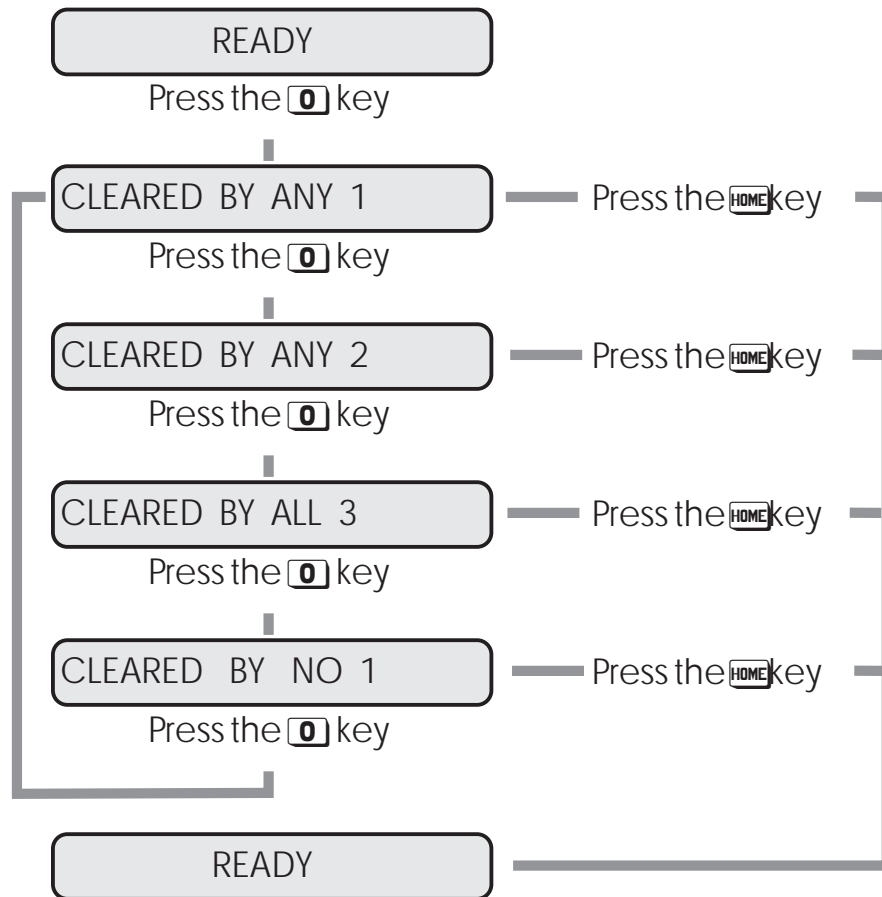 READY
Press the 0 key
CLEARED BY ANY 1 Press the HOME key
Press the 0 key
CLEARED BY ANY 2 Press the HOME key
Press the 0 key
CLEARED BY ALL 3 Press the HOME key
Press the 0 key
CLEARED BY NO 1 Press the HOME key
Press the 0 key
READY